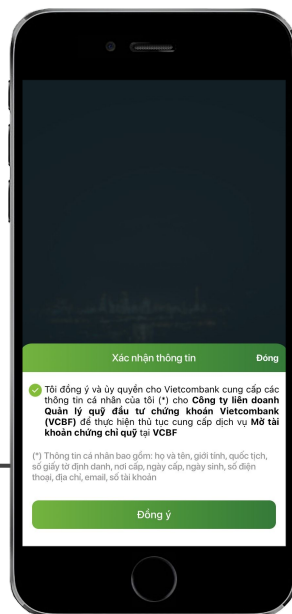 Xác nhận thông tin
Đóng
Tôi đồng ý và ủy quyền cho Vietcombank cung cấp các
thông tin cá nhân của tôi (*) cho Công ty liên doanh
Quản lý quỹ đầu tư chứng khoán Vietcombank
(VCBF) để thực hiện thủ tục cung cấp dịch vụ Mở tài
khoản chứng chỉ quỹ tại VCBF
(*) Thông tin cá nhân bao gồm: họ và tên, giới tính, quốc tịch,
số giấy tờ định danh, nơi cấp, ngày cấp, ngày sinh, số điện
thoại, địa chỉ, email, số tài khoản
Đồng ý